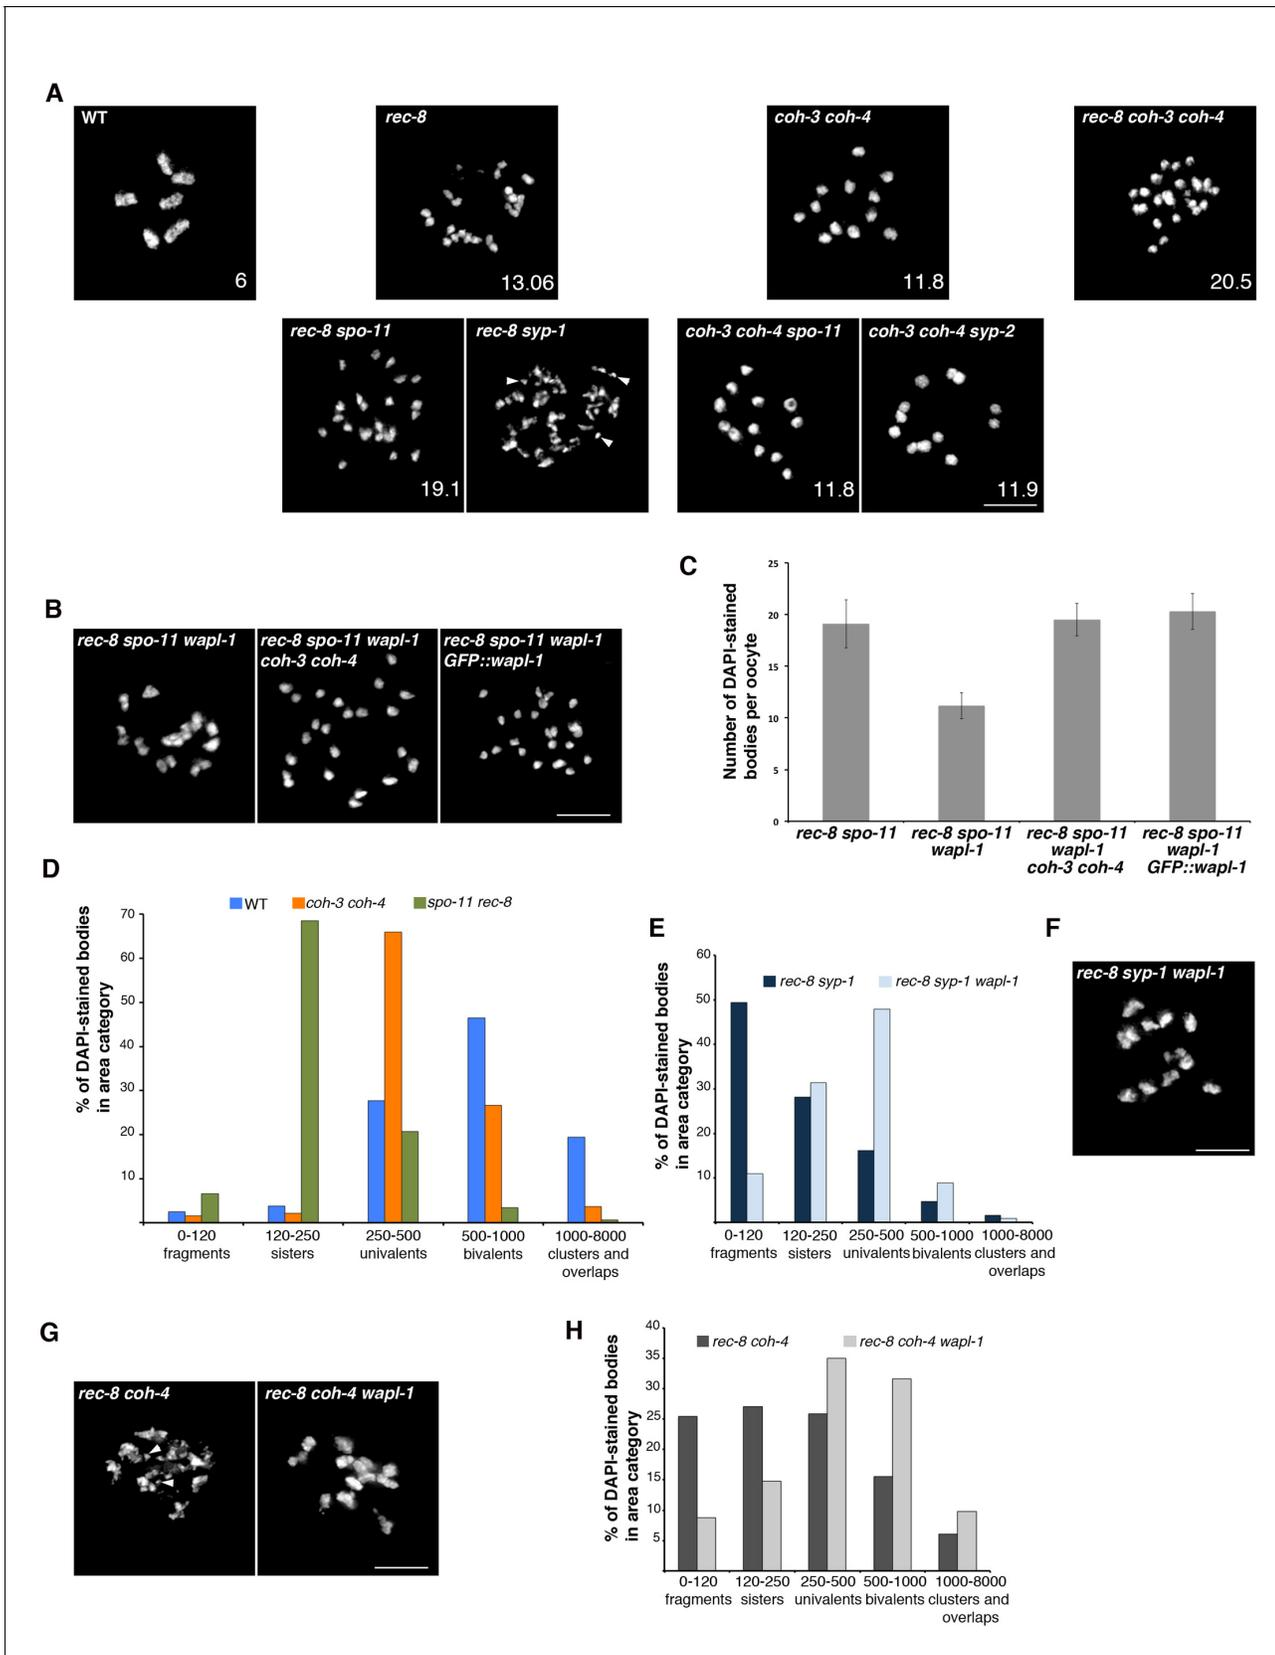 A
WT
6
rec-8
13.06
coh-3 coh-4
11.8
rec-8 coh-3 coh-4
20.5
rec-8 spo-11
19.1
rec-8 syp-1
coh-3 coh-4 spo-11
11.8
coh-3 coh-4 syp-2
11.9
B
rec-8 spo-11 wapl-1
rec-8 spo-11 wapl-1
coh-3 coh-4
rec-8 spo-11 wapl-1
GFP::wapl-1
C
Number of DAPI-stained
bodies per oocyte
25
20
15
10
5
0
rec-8 spo-11
rec-8 spo-11
wapl-1
rec-8 spo-11
wapl-1
coh-3 coh-4
rec-8 spo-11
wapl-1
GFP::wapl-1
D
WT
coh-3 coh-4
spo-11 rec-8
% of DAPI-stained bodies
in area category
70
60
50
40
30
20
10
0-120
fragments
120-250
sisters
250-500
univalents
500-1000
bivalents
1000-8000
clusters and
overlaps
E
rec-8 syp-1
rec-8 syp-1 wapl-1
% of DAPI-stained bodies
in area category
60
50
40
30
20
10
0-120
fragments
120-250
sisters
250-500
univalents
500-1000
bivalents
1000-8000
clusters and
overlaps
F
rec-8 syp-1 wapl-1
G
rec-8 coh-4
rec-8 coh-4 wapl-1
H
rec-8 coh-4
rec-8 coh-4 wapl-1
% of DAPI-stained bodies
in area category
40
35
30
25
20
15
10
5
0-120
fragments
120-250
sisters
250-500
univalents
500-1000
bivalents
1000-8000
clusters and
overlaps